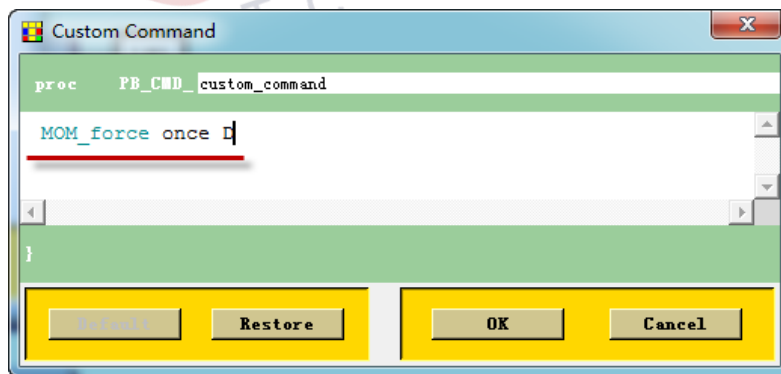 Custom Command
proc PB_CMD_ custom_command
MOM_force once D
}
Default Restore OK Cancel